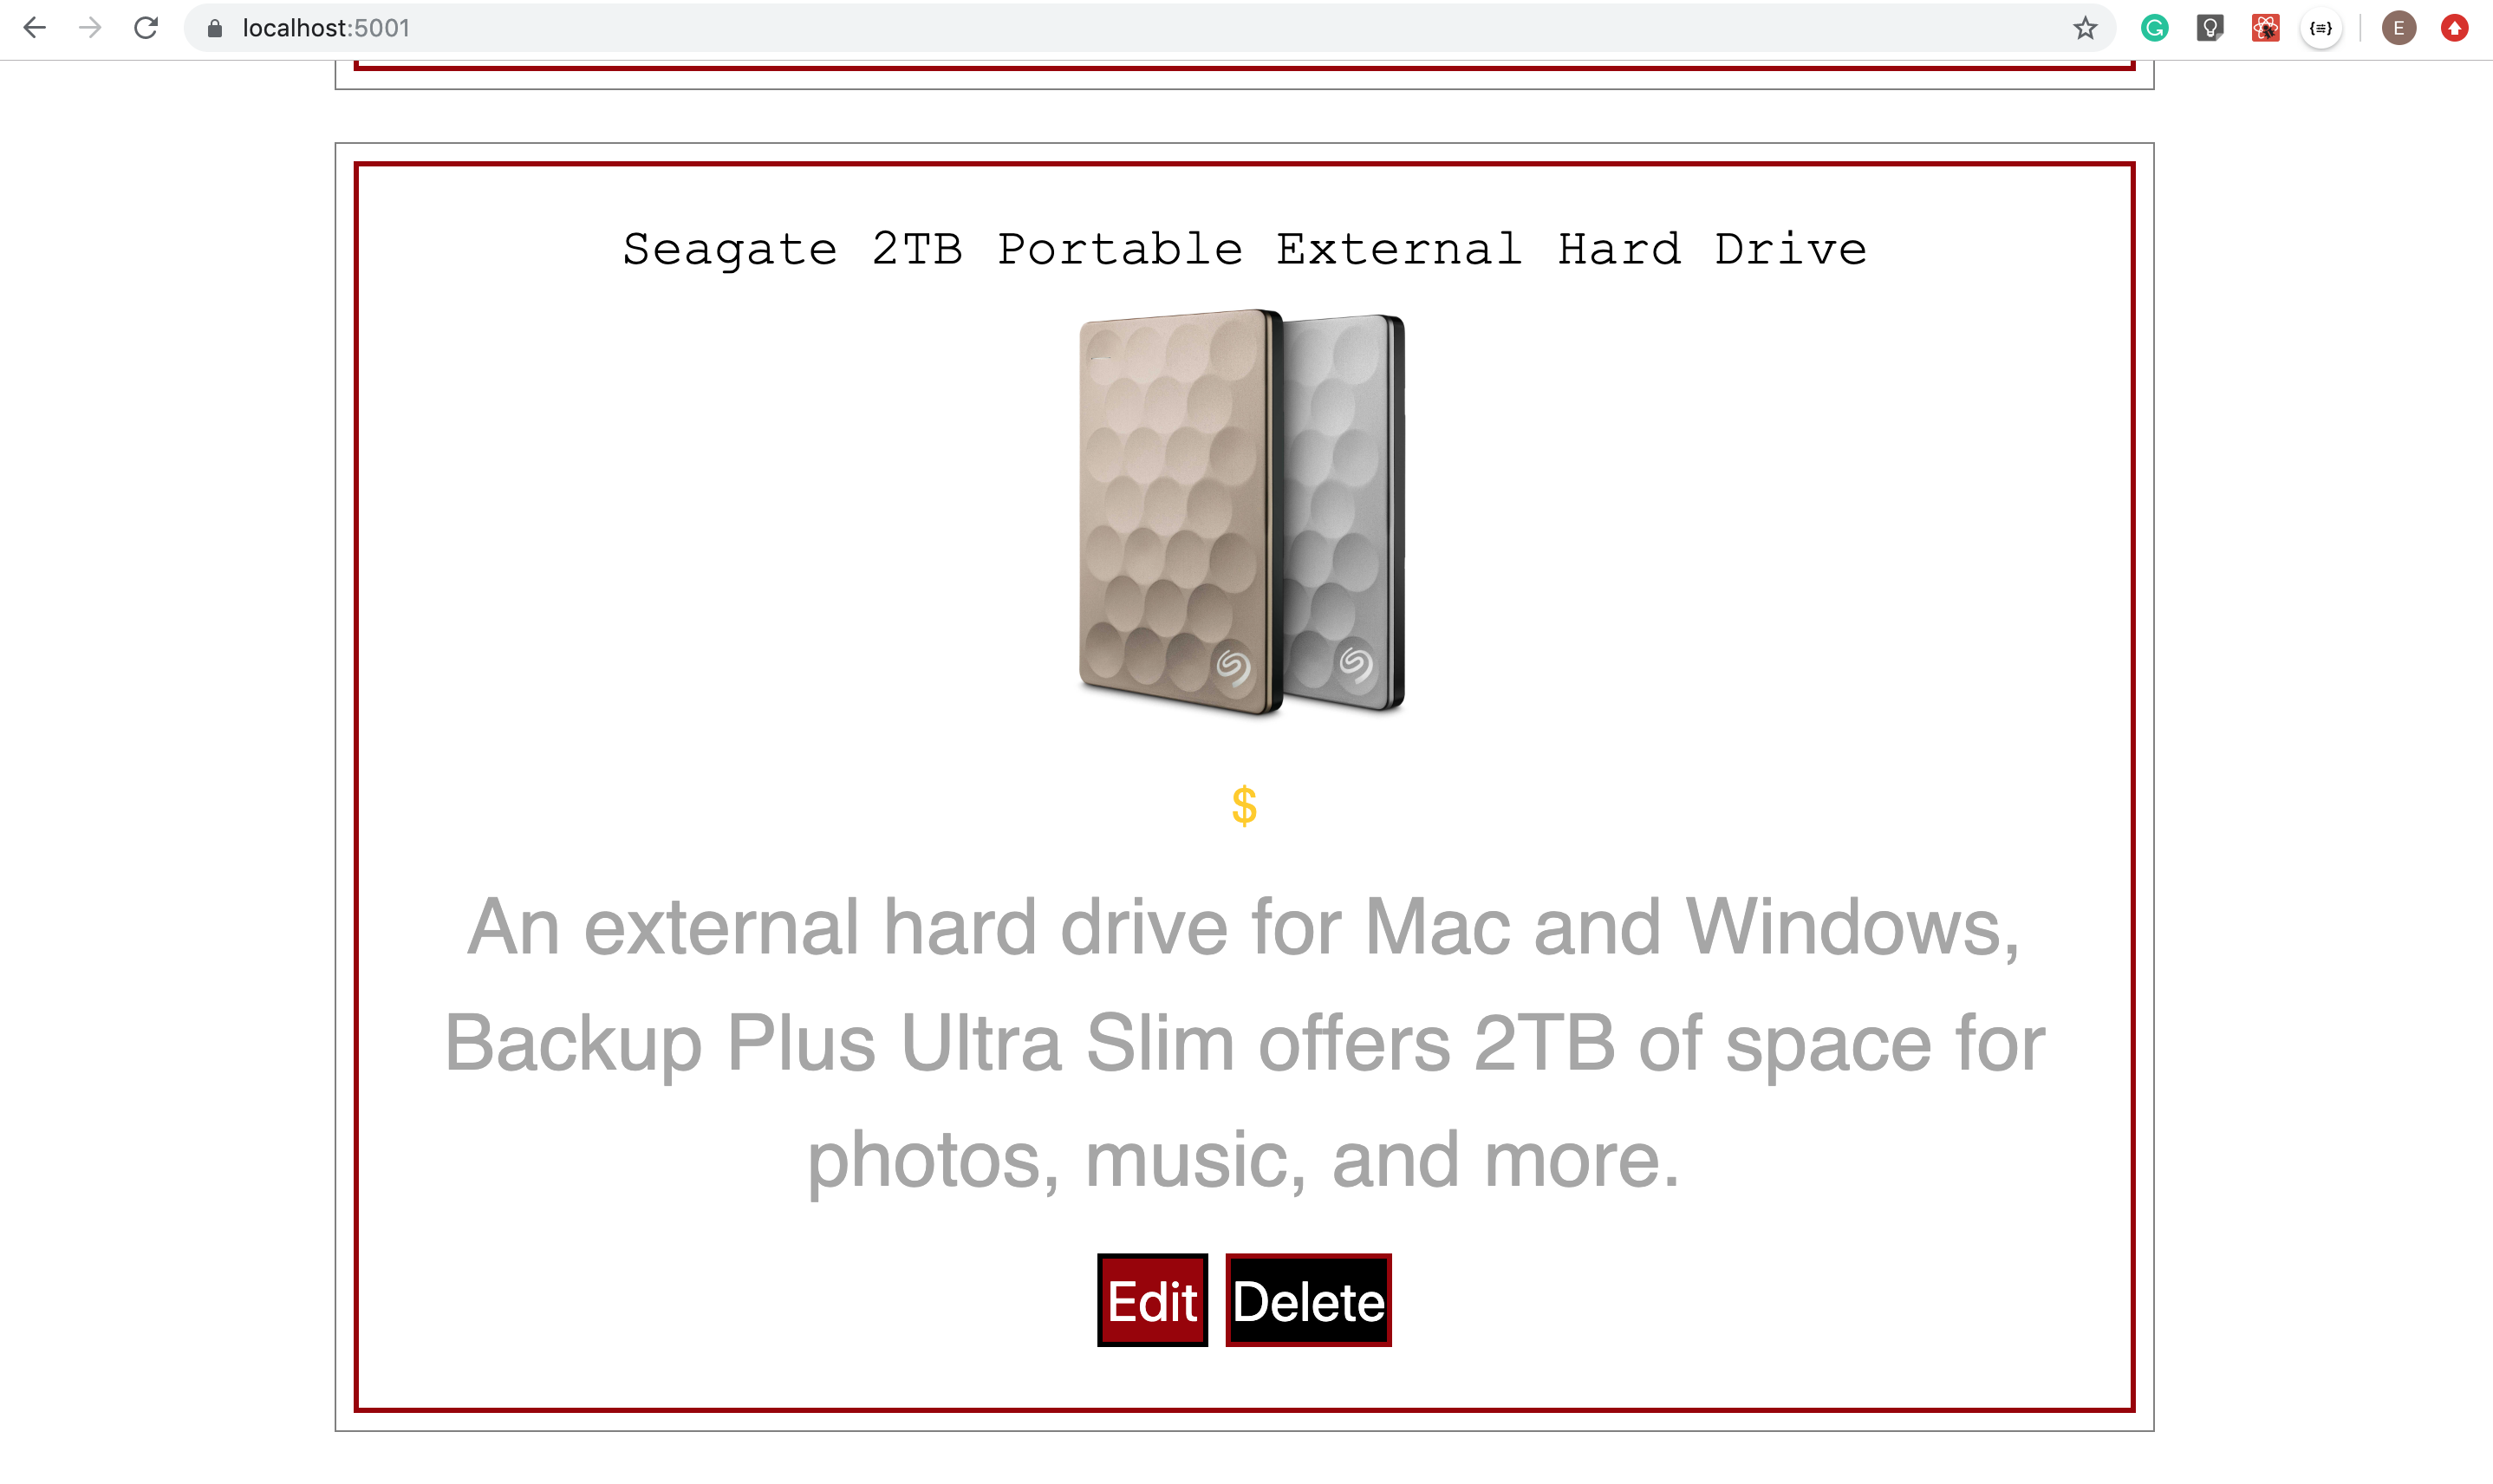 localhost:5001
E
Seagate 2TB Portable External Hard Drive
$
An external hard drive for Mac and Windows,
Backup Plus Ultra Slim offers 2TB of space for
photos, music, and more.
Edit Delete